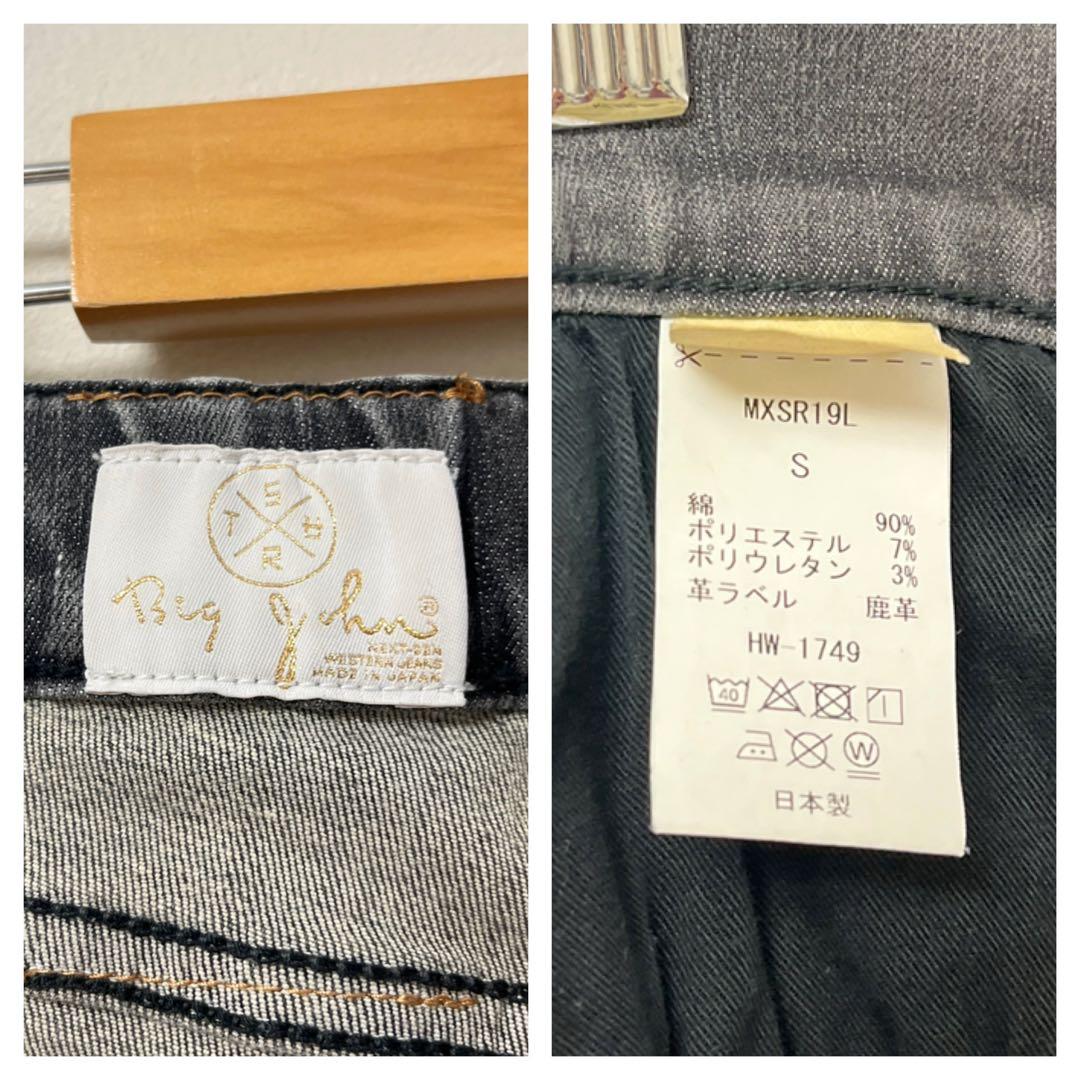 Big John®
NEXT-GEN
WESTERN JEANS
MADE IN JAPAN
MXSR19L
S
綿 90%
ポリエステル 7%
ポリウレタン 3%
革ラベル 鹿革
HW-1749
40
W
日本製